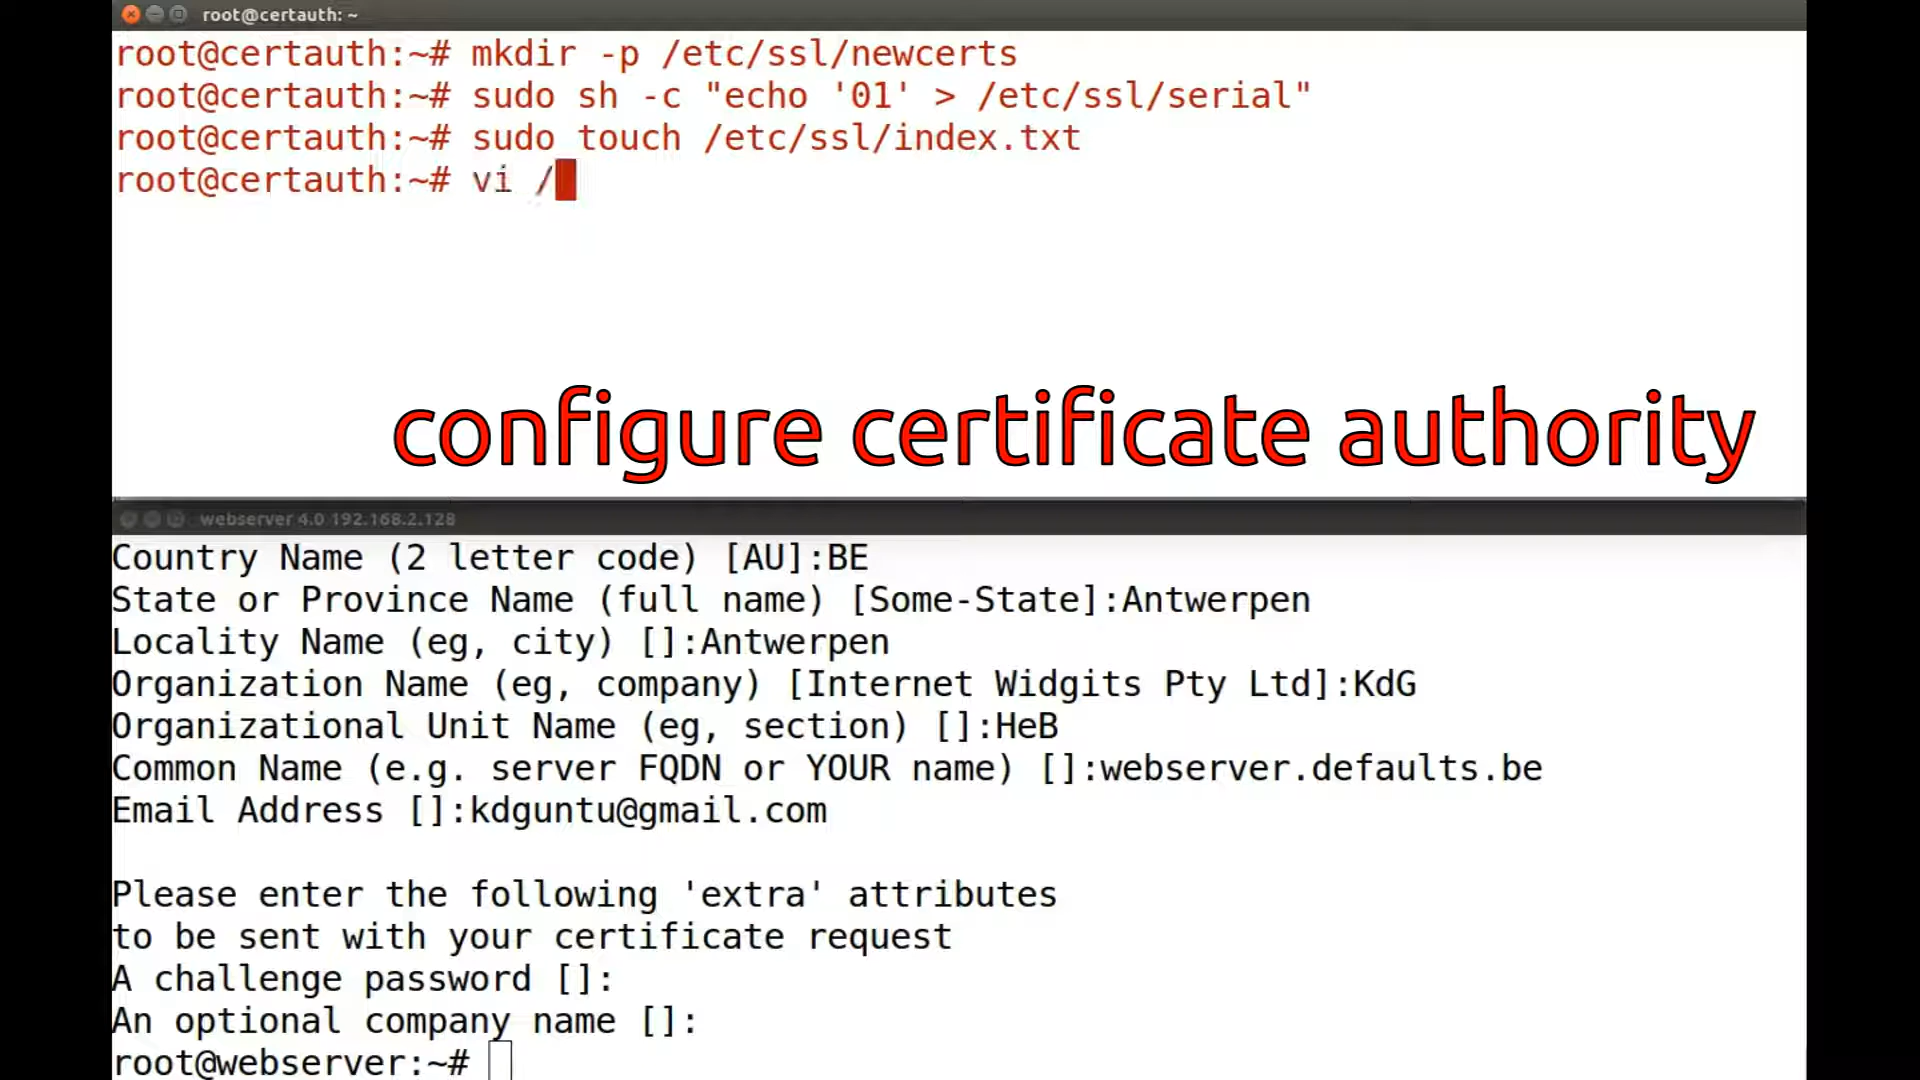 root@certauth: ~
root@certauth:~# mkdir -p /etc/ssl/newcerts
root@certauth:~# sudo sh -c "echo '01' > /etc/ssl/serial"
root@certauth:~# sudo touch /etc/ssl/index.txt
root@certauth:~# vi /
configure certificate authority
webserver 4.0 192.168.2.128
Country Name (2 letter code) [AU]:BE
State or Province Name (full name) [Some-State]:Antwerpen
Locality Name (eg, city) []:Antwerpen
Organization Name (eg, company) [Internet Widgits Pty Ltd]:KdG
Organizational Unit Name (eg, section) []:HeB
Common Name (e.g. server FQDN or YOUR name) []:webserver.defaults.be
Email Address []:kdguntu@gmail.com
Please enter the following 'extra' attributes
to be sent with your certificate request
A challenge password []:
An optional company name []:
root@webserver:~#